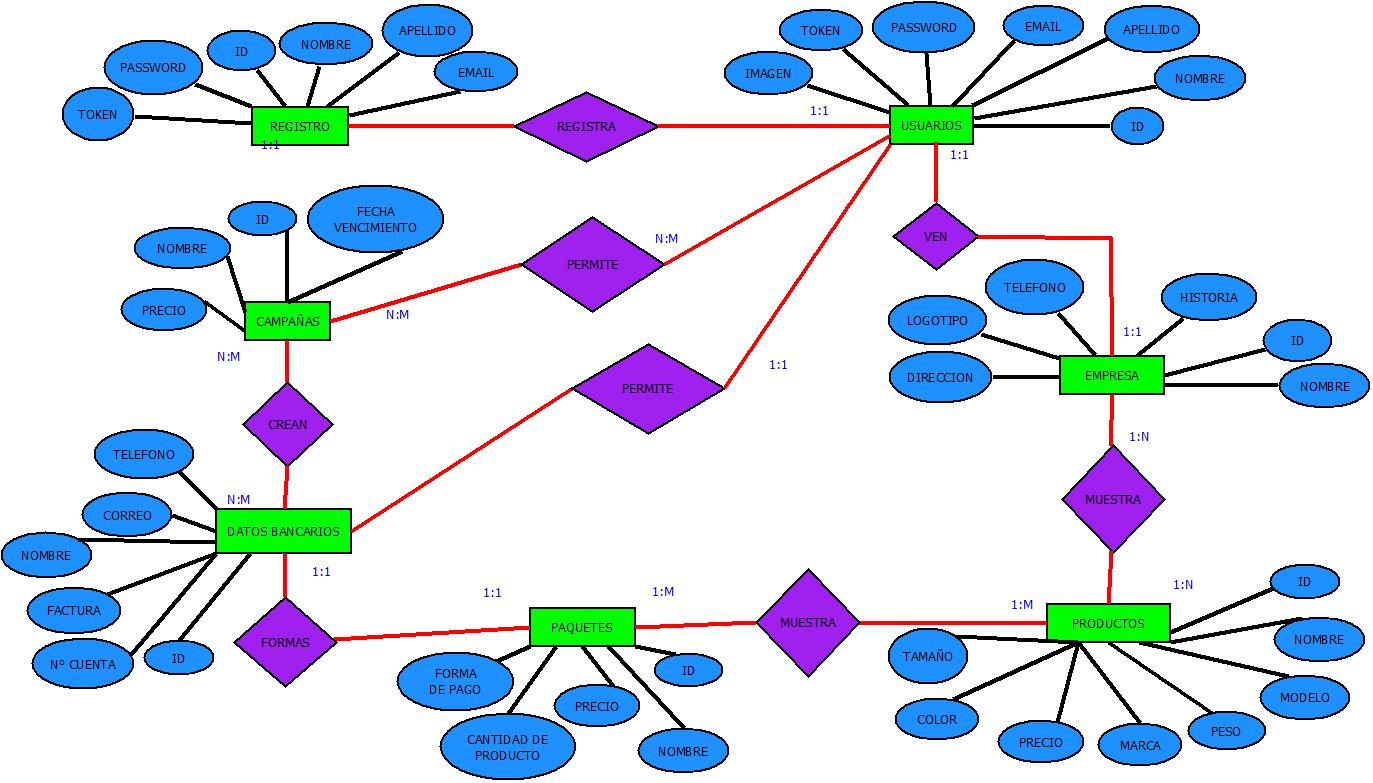 APELLIDO
NOMBRE
ID
PASSWORD
EMAIL
TOKEN
REGISTRO
1:1
REGISTRA
1:1
TOKEN
PASSWORD
EMAIL
APELLIDO
IMAGEN
NOMBRE
USUARIOS
ID
1:1
ID
FECHA
VENCIMIENTO
NOMBRE
PRECIO
CAMPAÑAS
N:M
PERMITE
N:M
N:M
VEN
TELEFONO
HISTORIA
LOGOTIPO
ID
1:1
DIRECCION
EMPRESA
NOMBRE
PERMITE
1:1
CREAN
1:N
TELEFONO
N:M
CORREO
DATOS BANCARIOS
NOMBRE
FACTURA
Nº CUENTA
ID
1:1
MUESTRA
FORMAS
1:1
PAQUETES
1:M
MUESTRA
1:M
1:N
PRODUCTOS
ID
NOMBRE
TAMAÑO
MODELO
COLOR
PRECIO
MARCA
PESO
FORMA
DE PAGO
ID
PRECIO
CANTIDAD DE
PRODUCTO
NOMBRE